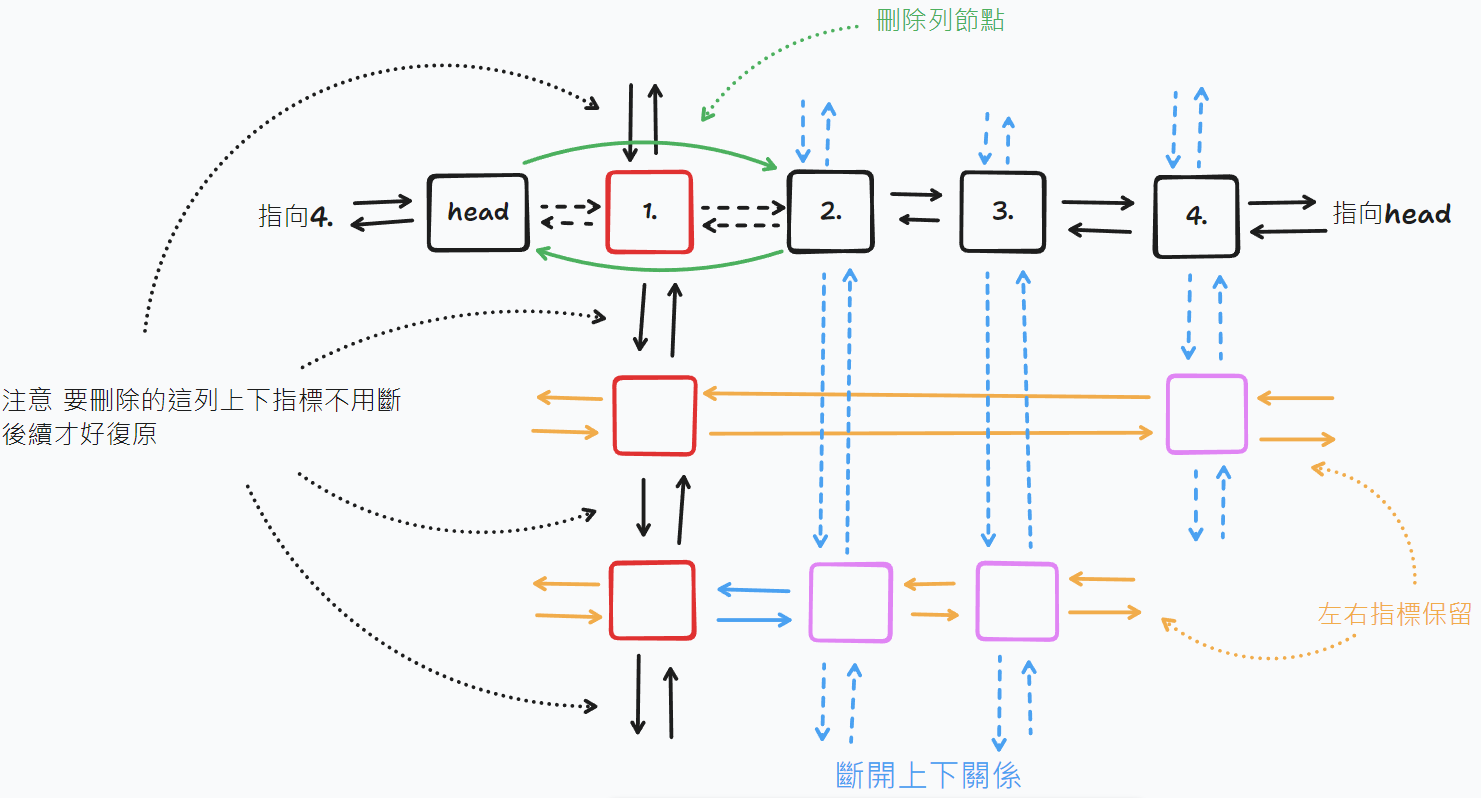 刪除列節點
指向4.
head
1.
2.
3.
4.
指向head
注意 要刪除的這列上下指標不用斷
後續才好復原
左右指標保留
斷開上下關係